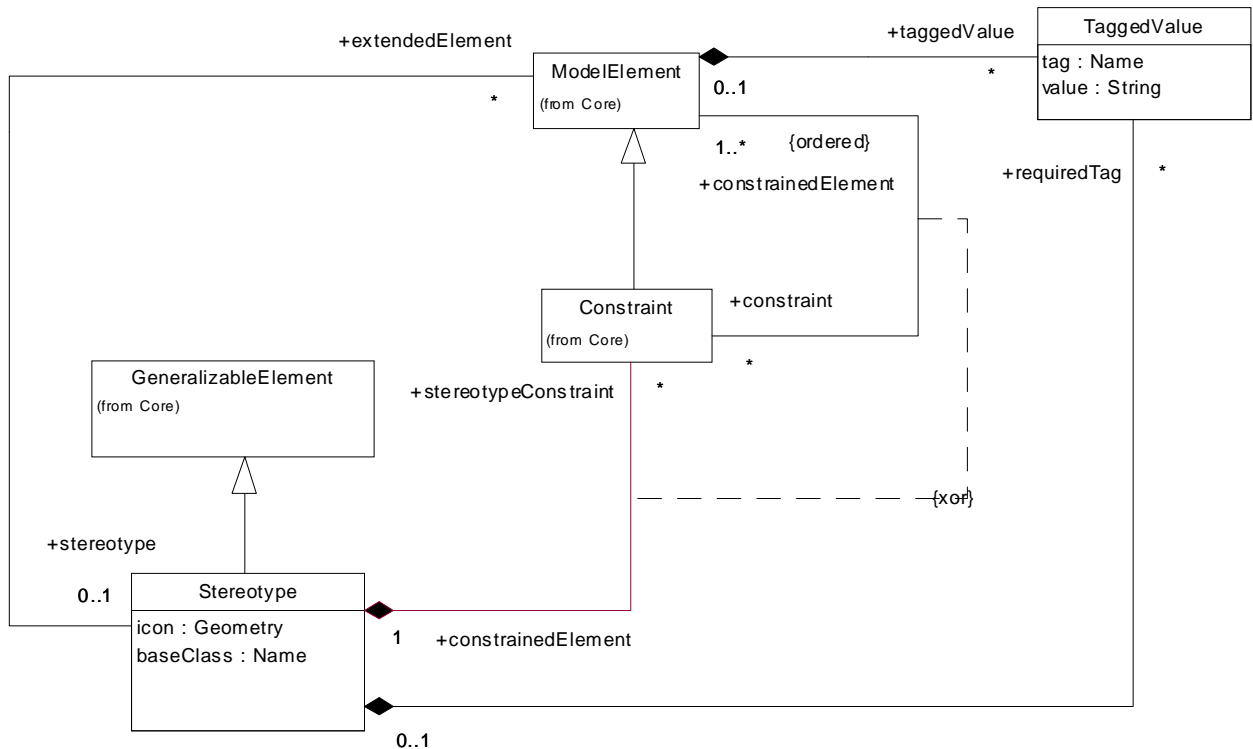 +extendedElement
*
ModelElement
(from Core)
0..1
+taggedValue
*
TaggedValue
tag : Name
value : String
1..*
{ordered}
+constrainedElement
+requiredTag
*
Constraint
(from Core)
+constraint
*
+stereotypeConstraint
*
GeneralizableElement
(from Core)
{xor}
+stereotype
0..1
Stereotype
icon : Geometry
baseClass : Name
1
+constrainedElement
0..1